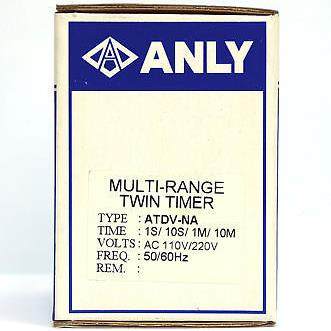 ANLY
MULTI-RANGE
TWIN TIMER
TYPE : ATDV-NA
TIME : 1S/ 10S/ 1M/ 10M
VOLTS : AC 110V/220V
FREQ. : 50/60Hz
REM. :